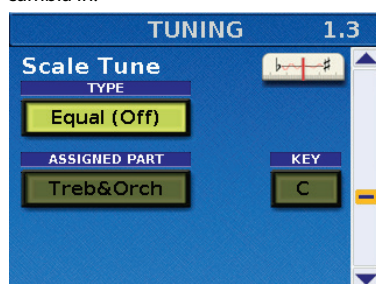 TUNING 1.3
Scale Tune
♭ ♯
TYPE
Equal (Off)
ASSIGNED PART KEY
Treb&Orch C